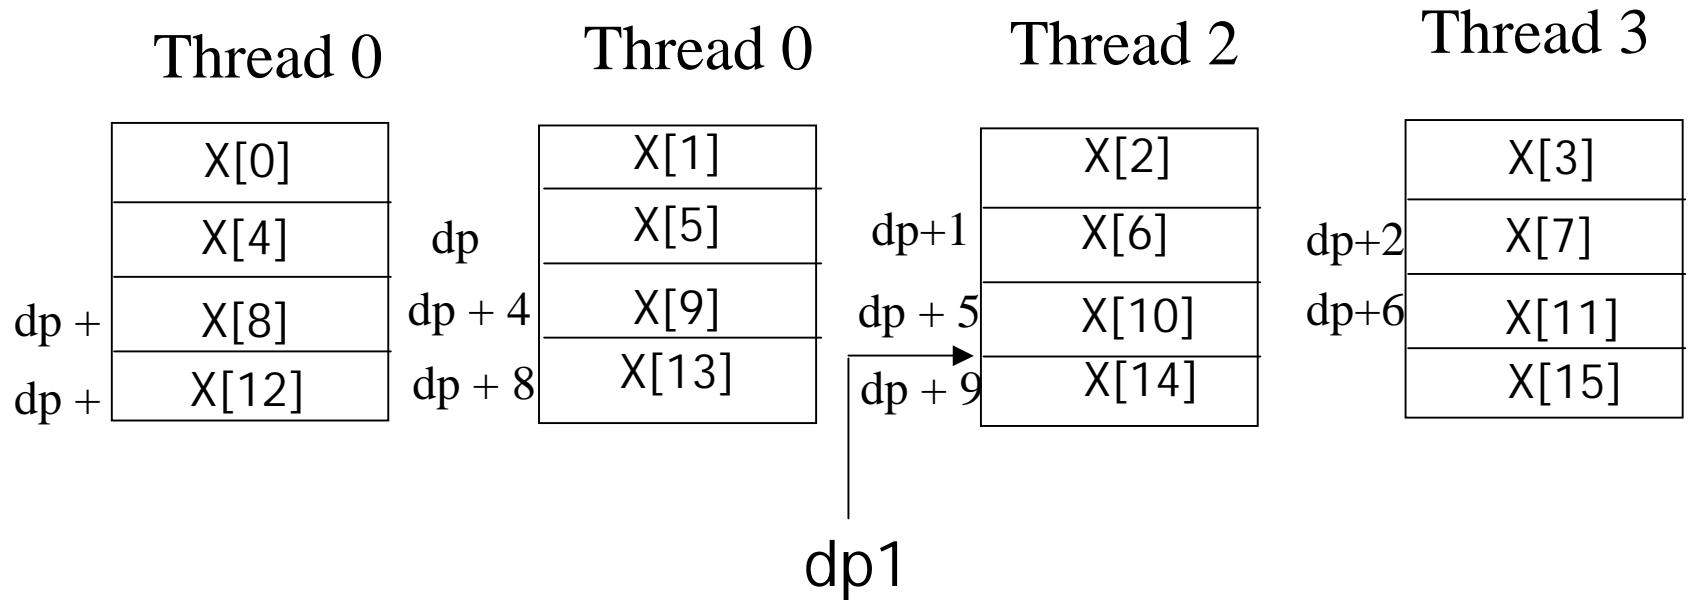 Thread 0
Thread 0
Thread 2
Thread 3
X[0]
X[1]
X[2]
X[3]
X[4]
dp
X[5]
dp+1
X[6]
dp+2
X[7]
dp +
X[8]
dp + 4
X[9]
dp + 5
X[10]
dp+6
X[11]
dp +
X[12]
dp + 8
X[13]
dp + 9
X[14]
X[15]
dp1